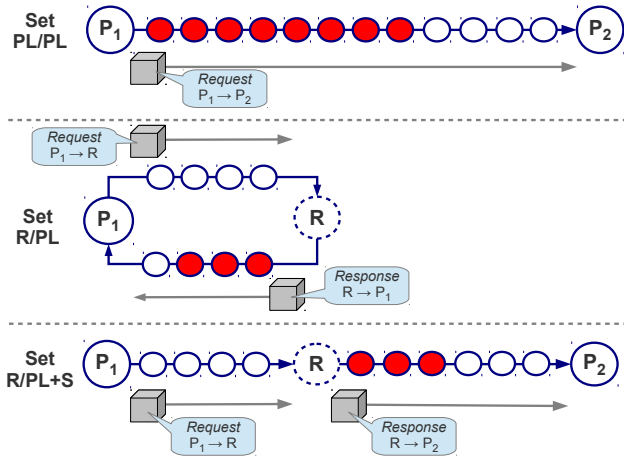 Set
PL/PL
P1
P2
Request
P1 → P2
Request
P1 → R
Set
R/PL
P1
R
Response
R → P1
Set
R/PL+S
P1
R
P2
Request
P1 → R
Response
R → P2